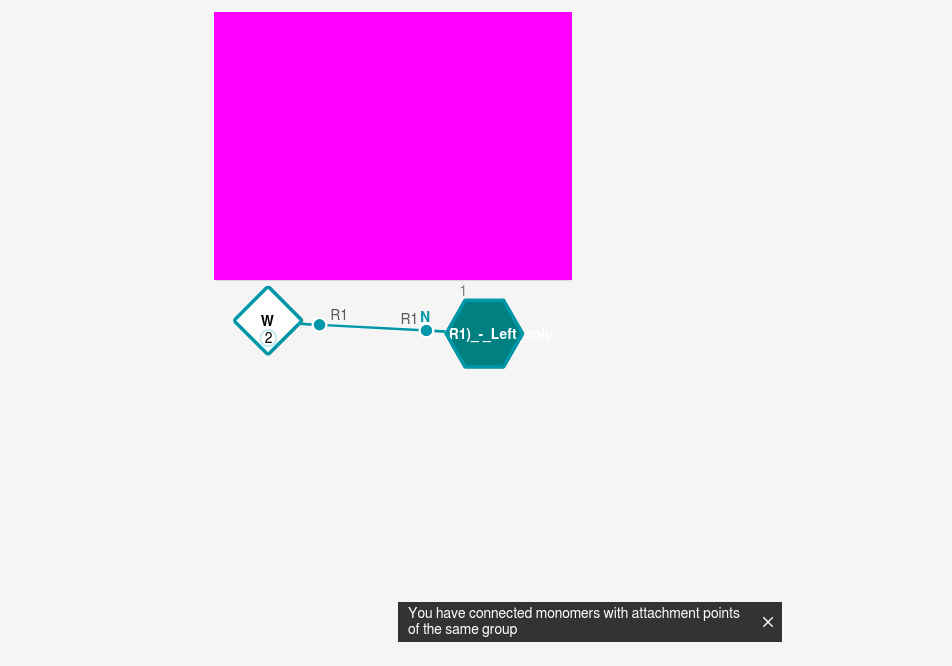 1
R1
R1 N
W
2
R1)_-_Left only
You have connected monomers with attachment points
of the same group